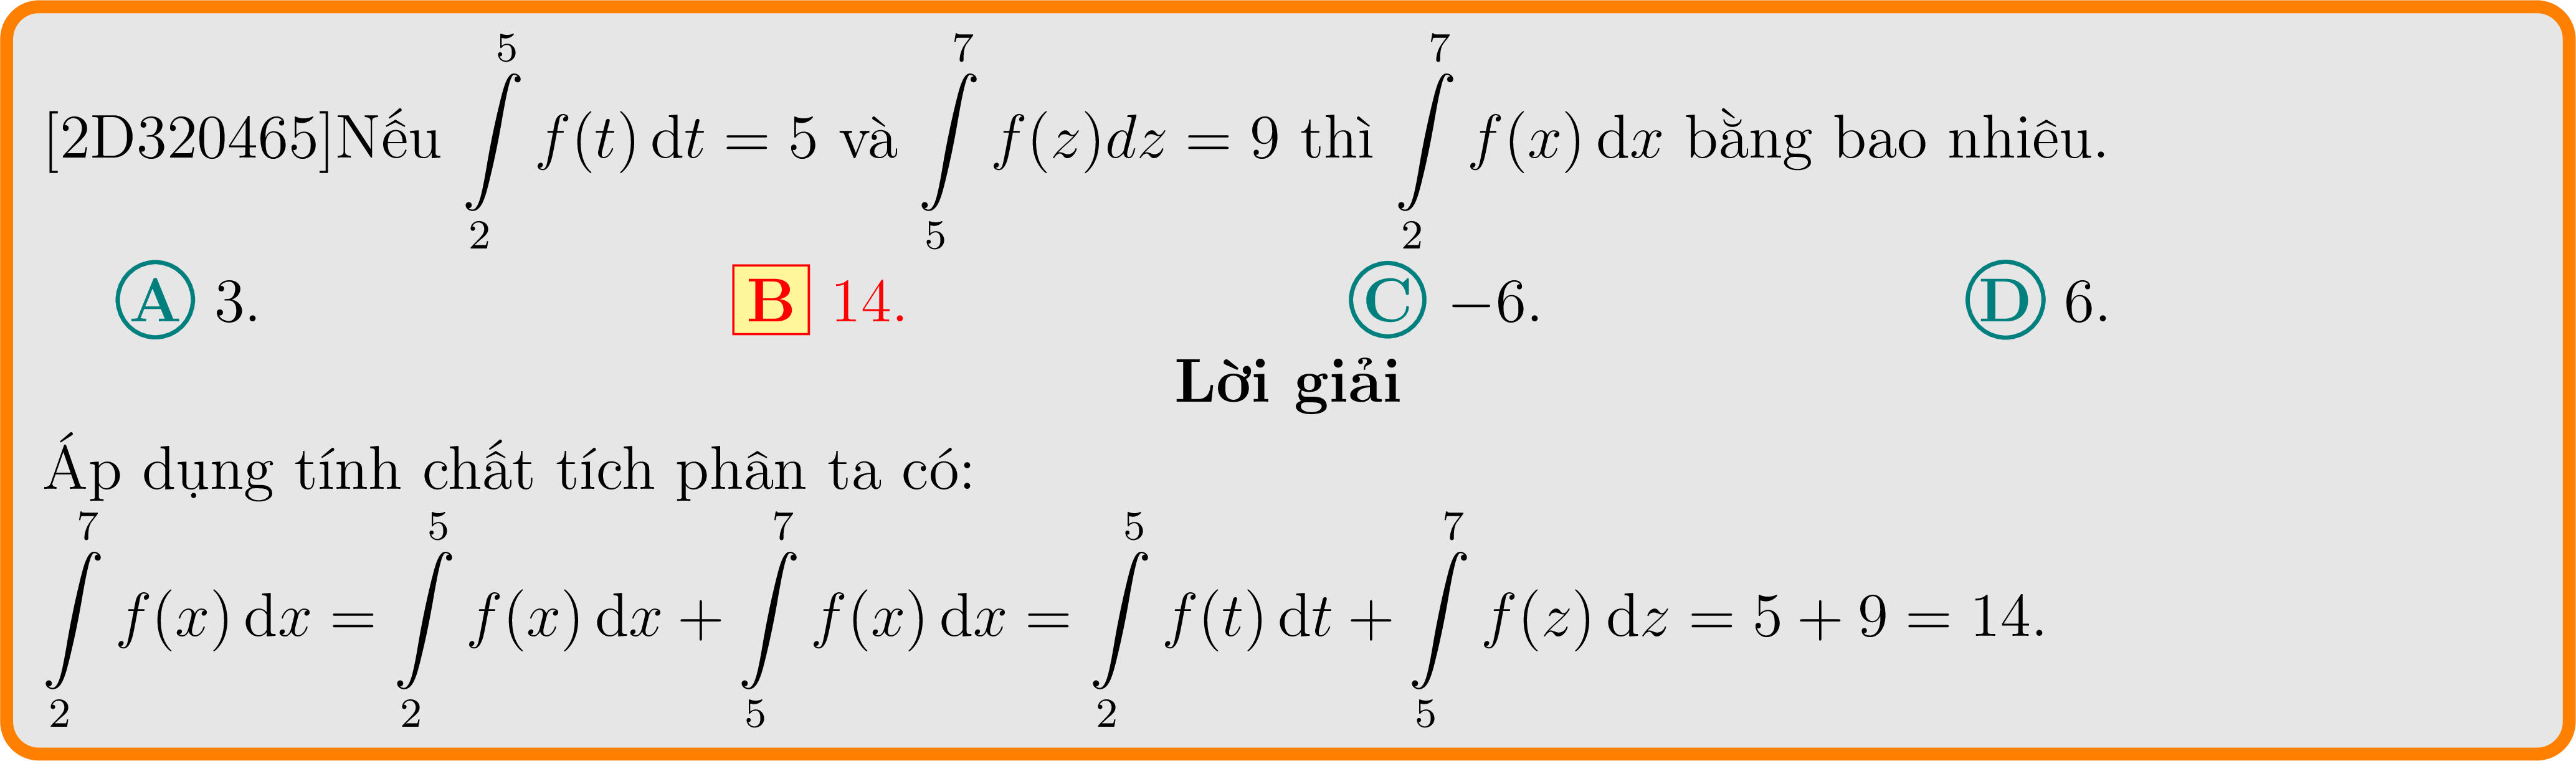 [2D320465]Nếu $\int\limits_{2}^{5} f(t)\,\mathrm{d}t = 5$ và $\int\limits_{5}^{7} f(z)dz = 9$ thì $\int\limits_{2}^{7} f(x)\,\mathrm{d}x$ bằng bao nhiêu.
A 3. B 14. C −6. D 6.
Lời giải
Áp dụng tính chất tích phân ta có:
$\int\limits_{2}^{7} f(x)\,\mathrm{d}x = \int\limits_{2}^{5} f(x)\,\mathrm{d}x + \int\limits_{5}^{7} f(x)\,\mathrm{d}x = \int\limits_{2}^{5} f(t)\,\mathrm{d}t + \int\limits_{5}^{7} f(z)\,\mathrm{d}z = 5 + 9 = 14.$